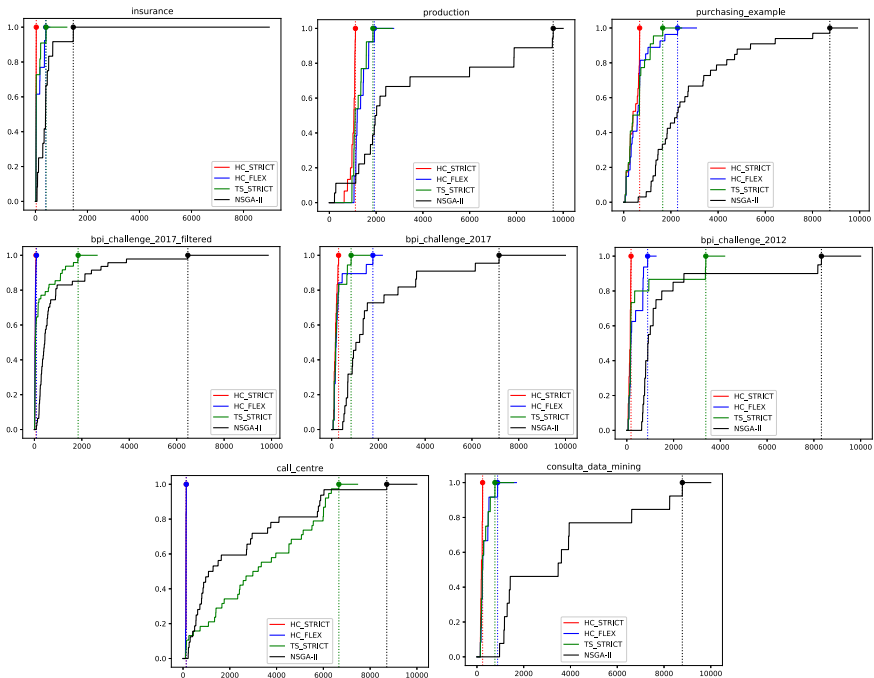 insurance
1.0
0.8
0.6
0.4
0.2
0.0
0 2000 4000 6000 8000
HC_STRICT
HC_FLEX
TS_STRICT
NSGA-II
production
1.0
0.8
0.6
0.4
0.2
0.0
0 2000 4000 6000 8000 10000
HC_STRICT
HC_FLEX
TS_STRICT
NSGA-II
purchasing_example
1.0
0.8
0.6
0.4
0.2
0.0
0 2000 4000 6000 8000 10000
HC_STRICT
HC_FLEX
TS_STRICT
NSGA-II
bpi_challenge_2017_filtered
1.0
0.8
0.6
0.4
0.2
0.0
0 2000 4000 6000 8000 10000
HC_STRICT
HC_FLEX
TS_STRICT
NSGA-II
bpi_challenge_2017
1.0
0.8
0.6
0.4
0.2
0.0
0 2000 4000 6000 8000 10000
HC_STRICT
HC_FLEX
TS_STRICT
NSGA-II
bpi_challenge_2012
1.0
0.8
0.6
0.4
0.2
0.0
0 2000 4000 6000 8000 10000
HC_STRICT
HC_FLEX
TS_STRICT
NSGA-II
call_centre
1.0
0.8
0.6
0.4
0.2
0.0
0 2000 4000 6000 8000 10000
HC_STRICT
HC_FLEX
TS_STRICT
NSGA-II
consulta_data_mining
1.0
0.8
0.6
0.4
0.2
0.0
0 2000 4000 6000 8000 10000
HC_STRICT
HC_FLEX
TS_STRICT
NSGA-II